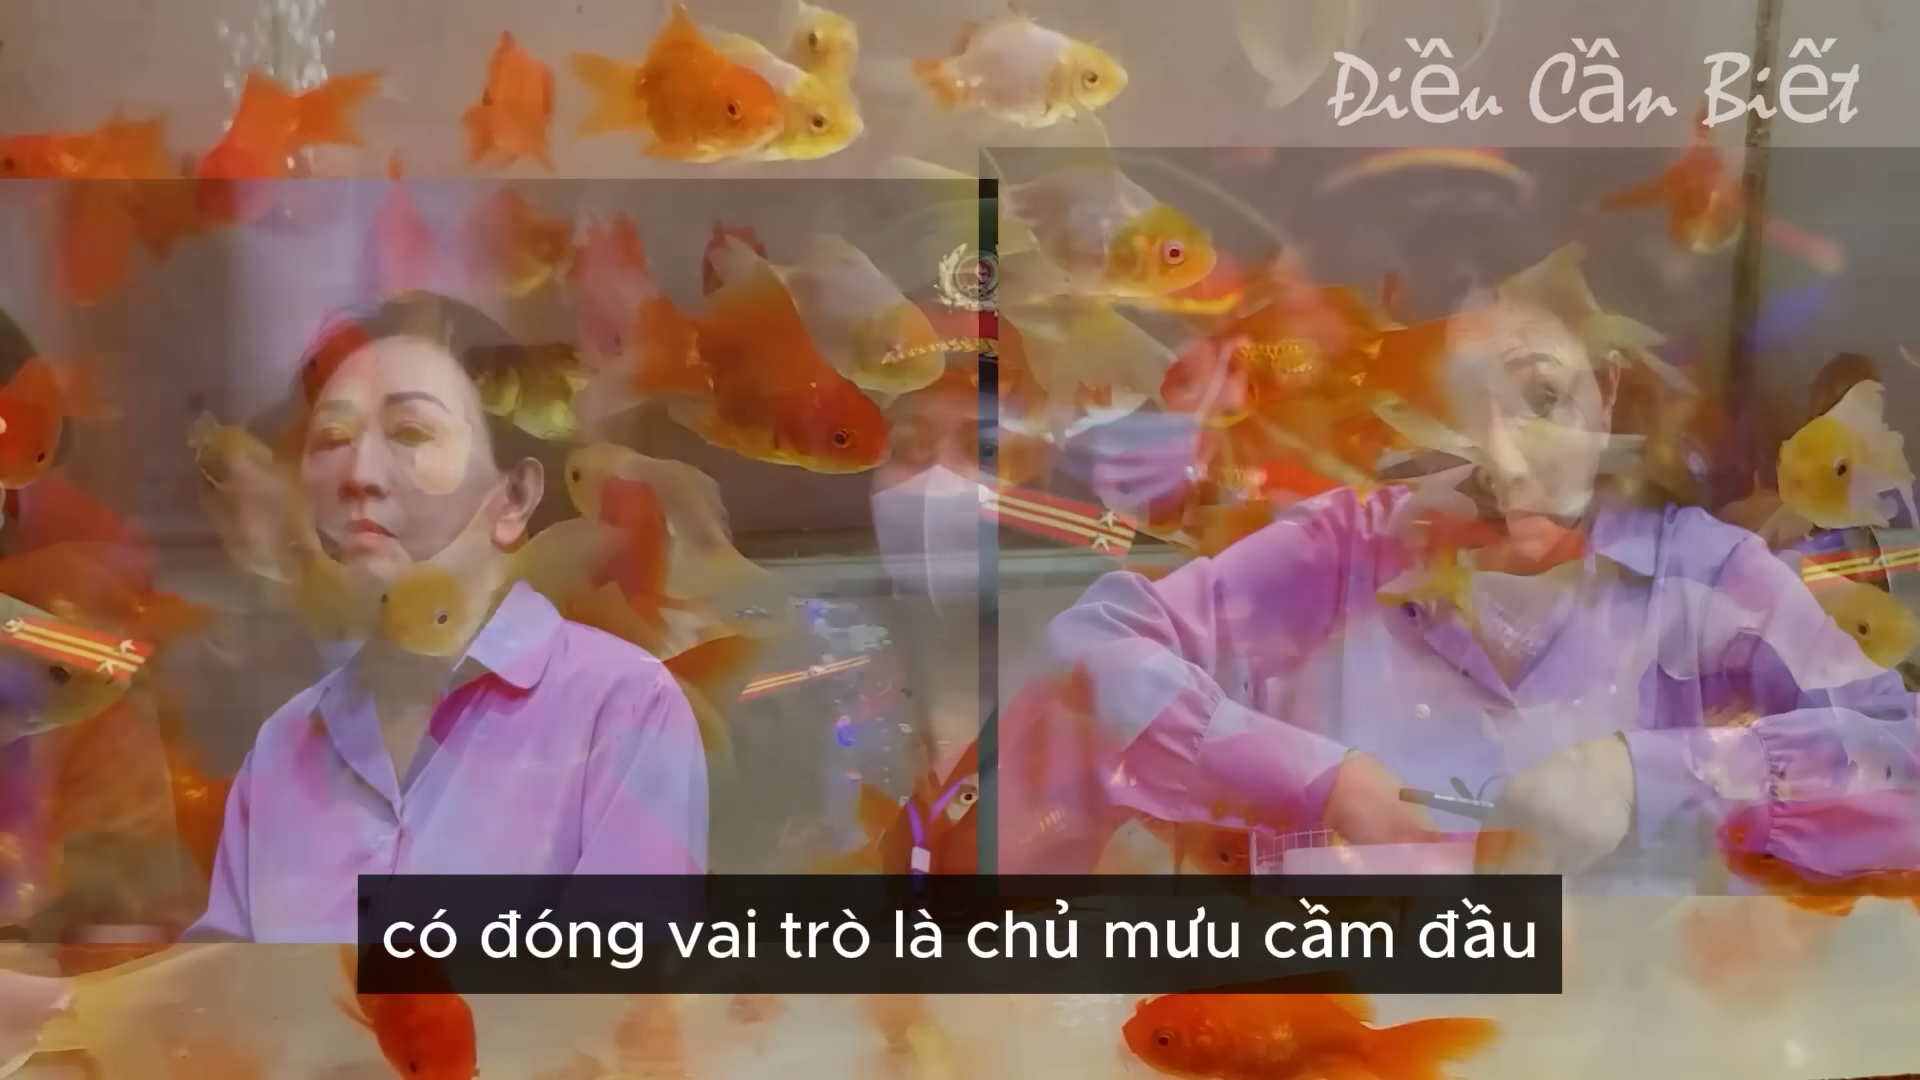 Điều Cần Biết
có đóng vai trò là chủ mưu cầm đầu